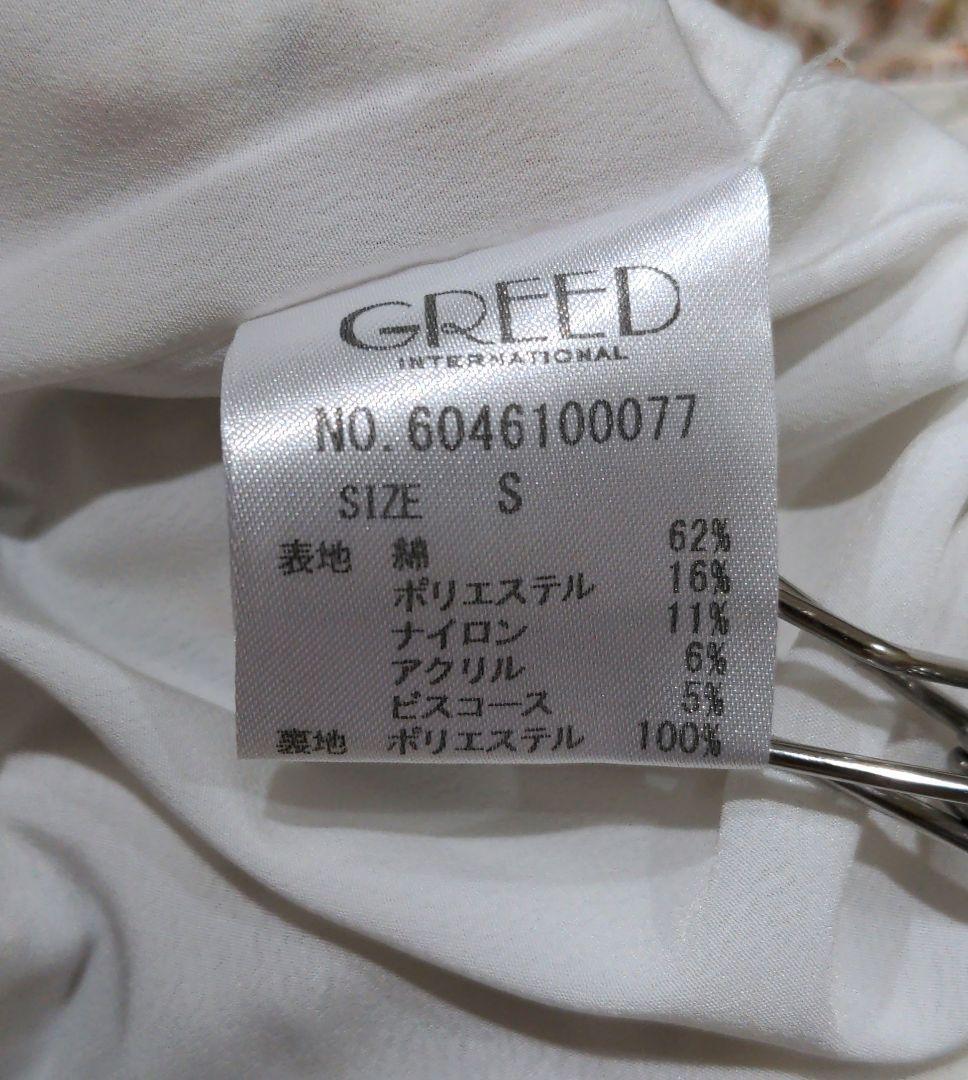 GREED
INTERNATIONAL
NO.6046100077
SIZE S
表地 綿 62%
ポリエステル 16%
ナイロン 11%
アクリル 6%
ビスコース 5%
裏地 ポリエステル 100%